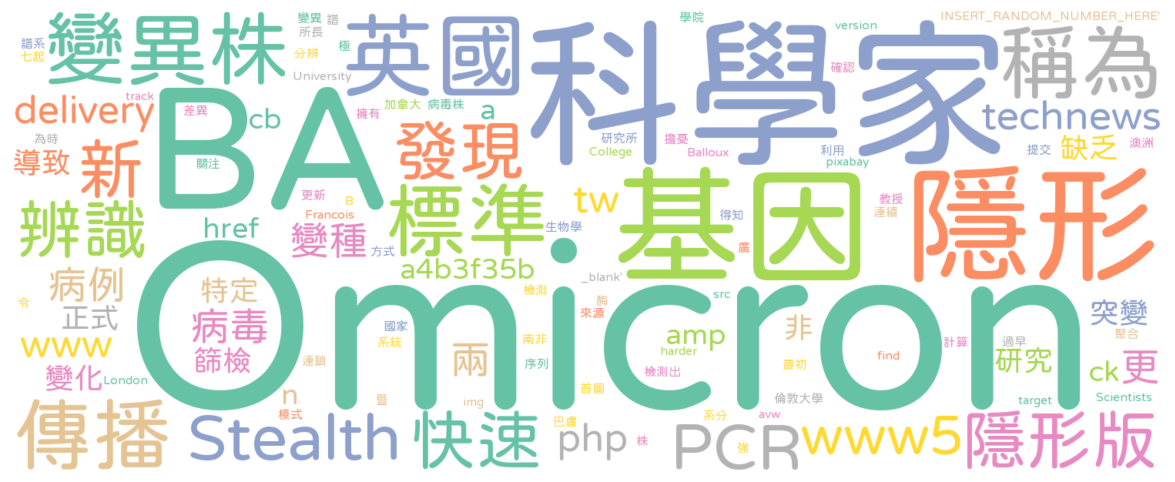 變異株
變異
譜
所長
極
譜系
七起
分辨
University
英國
科學家
學院
version
INSERT_RANDOM_NUMBER_HERE'
稱為
確認
track
delivery
差異
BA
cb
擁有
加拿大
病毒株
a
technews
為時
導致
新
關注
發現
研究所
College
擔憂
Balloux
利用
pixabay
提交
缺乏
澳洲
辨識
href
更新
Francois
B
變種
方式
標準
tw
生物學
基因
得知
教授
連續
廣
隱形
令
病例
正式
特定
病毒
篩檢
a4b3f35b
檢測
_blank'
酶
來源
src
國家
系統
南非
序列
Omicron
amp
harder
檢測出
非
最初
計算
find
過早
突變
聚合
研究
www
變化
London
連鎖
n
兩
模式
暨
img
首圖
倫敦大學
target
ck
更
Scientists
傳播
Stealth
快速
php
巴盧
株
系分
avw
PCR
強
www5
隱形版